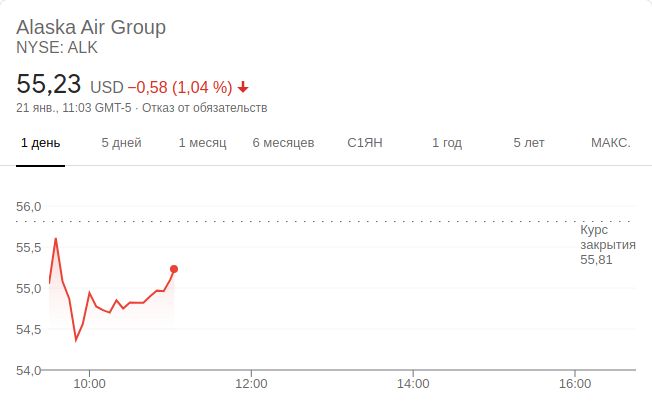 Alaska Air Group
NYSE: ALK
55,23 USD −0,58 (1,04 %)
21 янв., 11:03 GMT-5 · Отказ от обязательств
1 день 5 дней 1 месяц 6 месяцев С1ЯН 1 год 5 лет МАКС.
56,0
55,5
55,0
54,5
54,0
Курс
закрытия
55,81
10:00 12:00 14:00 16:00